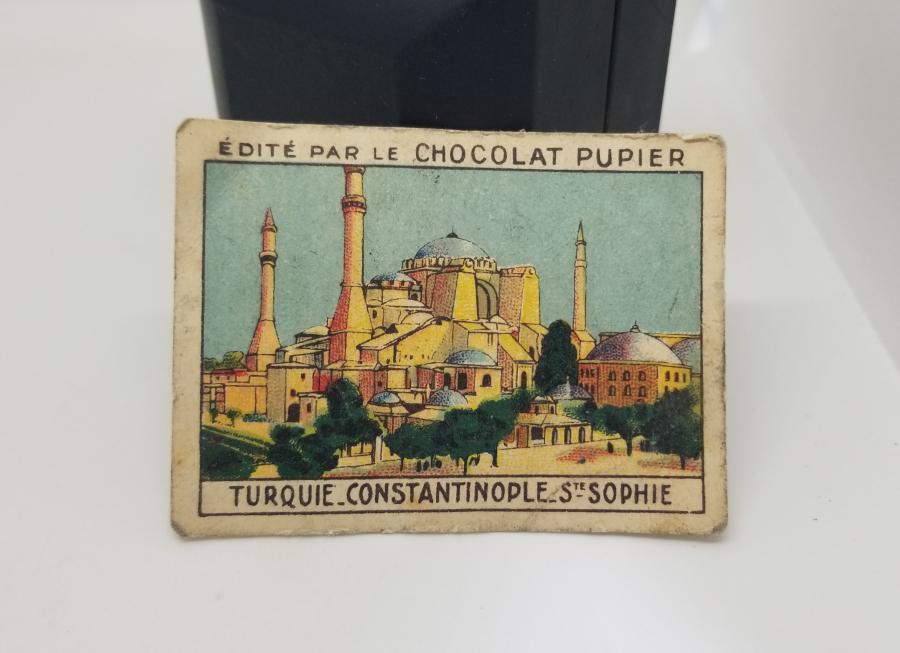 ÉDITÉ PAR LE CHOCOLAT PUPIER
TURQUIE_CONSTANTINOPLE_STE SOPHIE